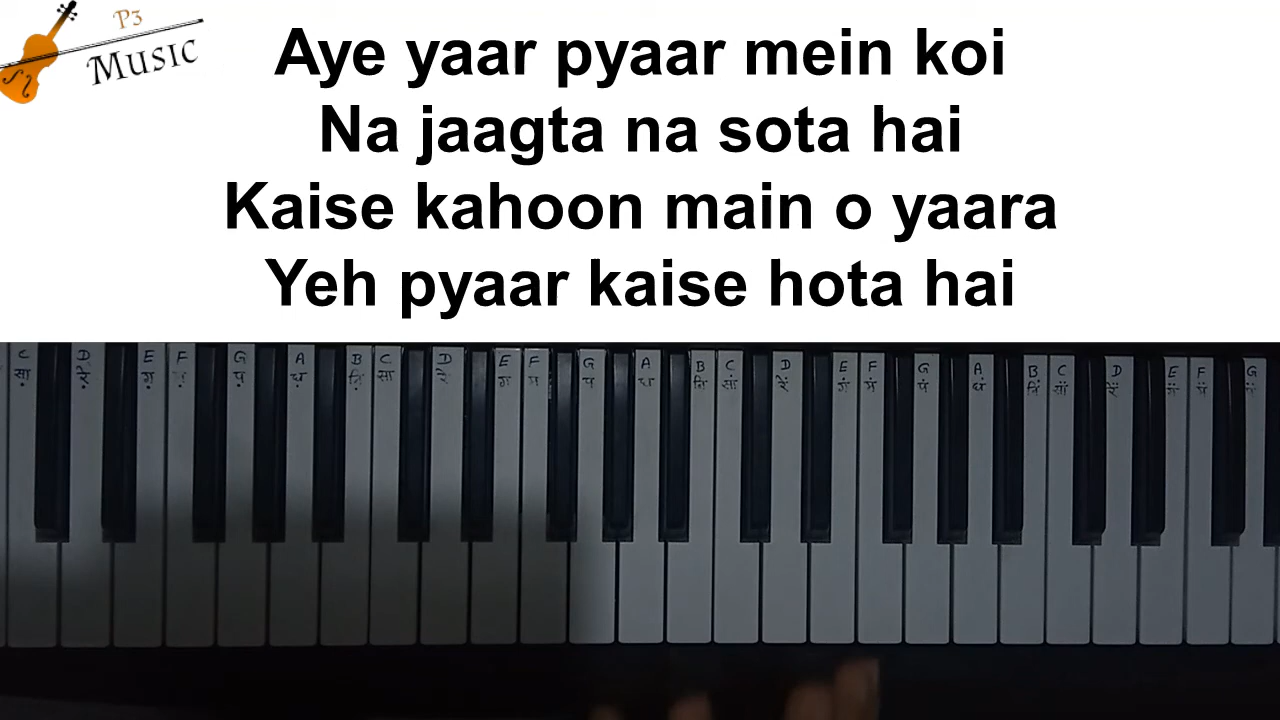 P3
Music
Aye yaar pyaar mein koi
Na jaagta na sota hai
Kaise kahoon main o yaara
Yeh pyaar kaise hota hai
C D E F G A B C D E F G A B C D E F G A B C D E F G